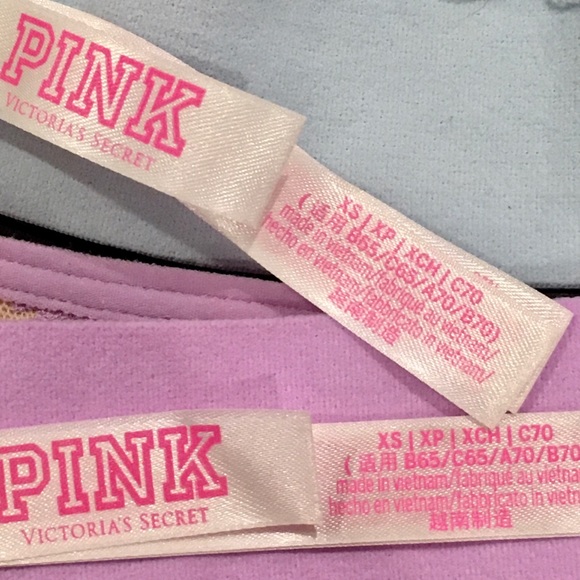 PINK
VICTORIA'S SECRET
XS | XP | XCH | C70
( 适用 B65/C65/A70/B70)
made in vietnam/fabriqué au vietnam/
hecho en vietnam/fabbricato in vietnam/
越南制造
PINK
VICTORIA'S SECRET
XS | XP | XCH | C70
( 适用 B65/C65/A70/B70
made in vietnam/fabriqué au vietna
hecho en vietnam/fabbricato in vietn
越南制造